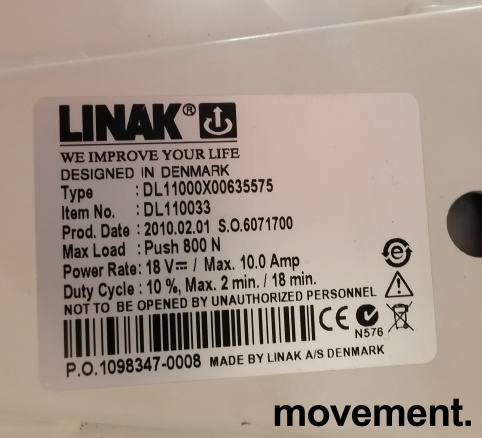 LINAK®
WE IMPROVE YOUR LIFE
DESIGNED IN DENMARK
Type : DL11000X00635575
Item No. : DL110033
Prod. Date : 2010.02.01 S.O.6071700
Max Load : Push 800 N
Power Rate: 18 V⎓ / Max. 10.0 Amp
Duty Cycle : 10 %, Max. 2 min. / 18 min.
NOT TO BE OPENED BY UNAUTHORIZED PERSONNEL
CE
N576
P.O.1098347-0008 MADE BY LINAK A/S DENMARK
movement.